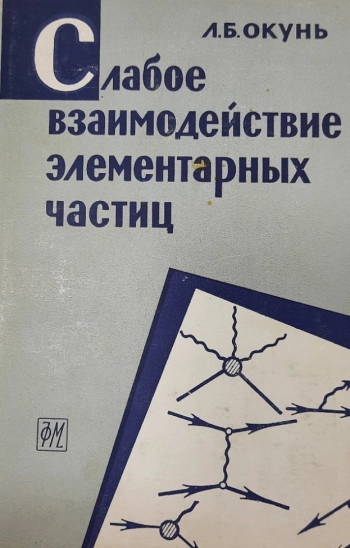 Л.Б. ОКУНЬ
Слабое
взаимодействие
элементарных
частиц
ФМ